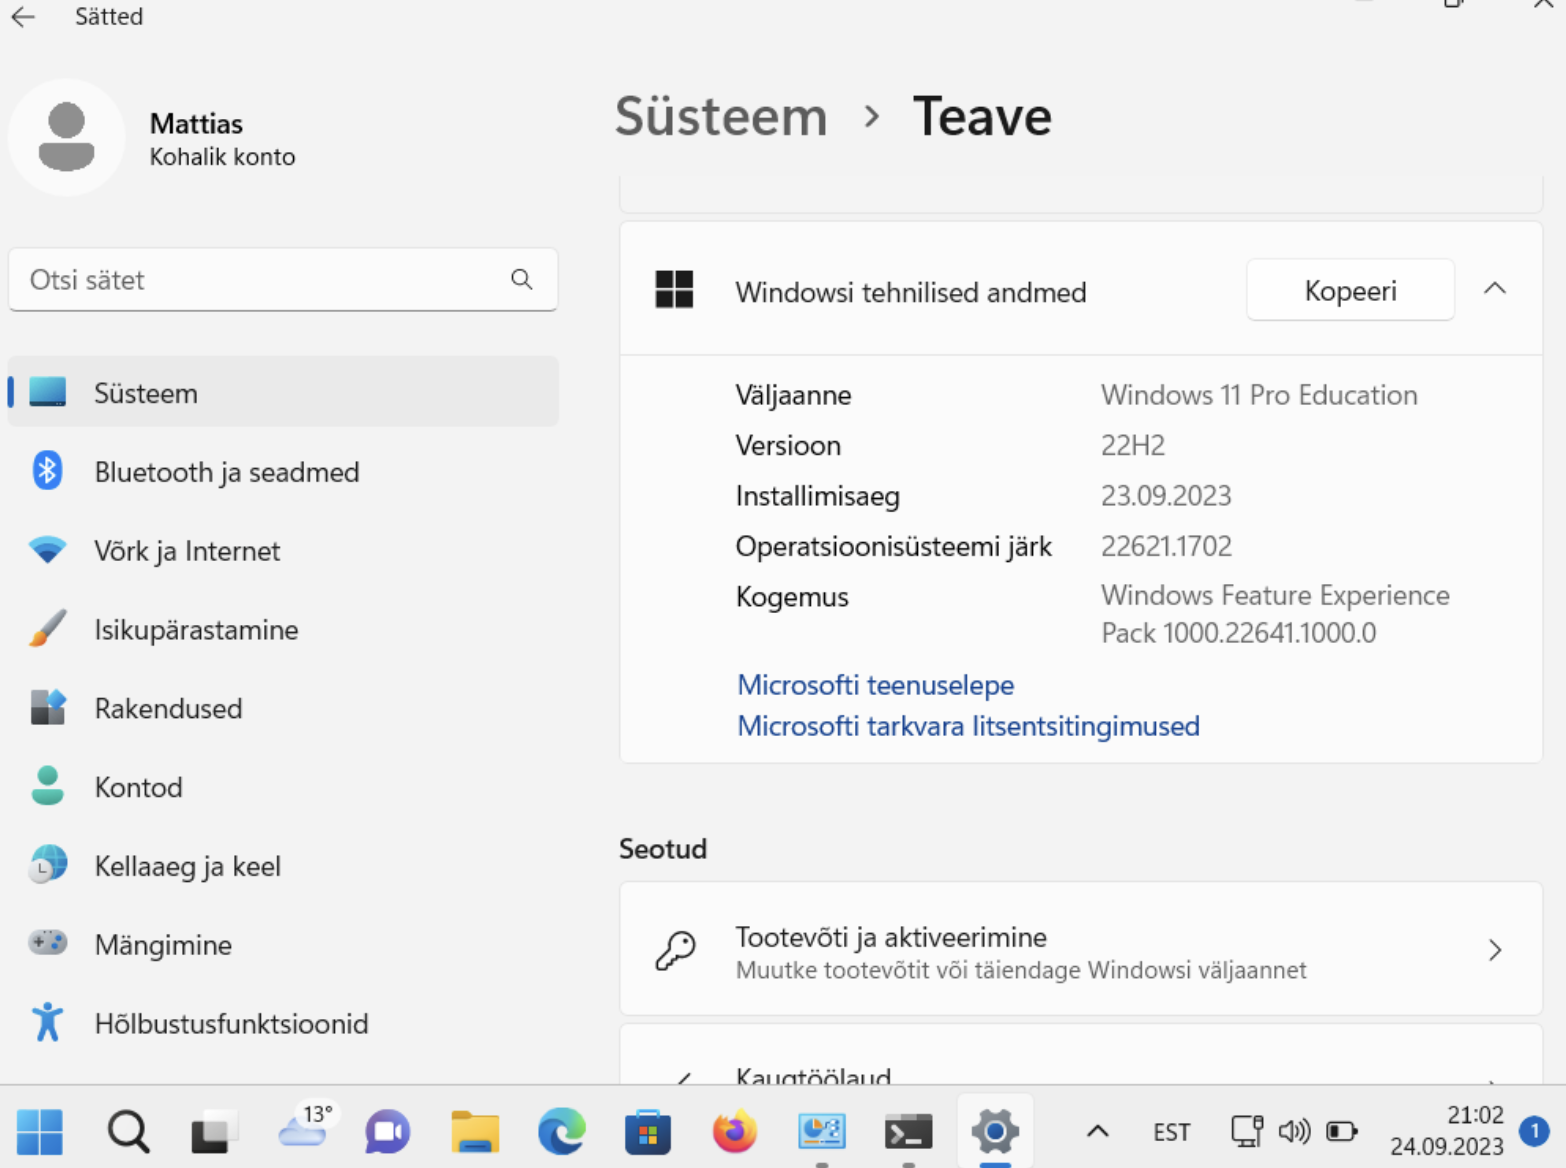 Sätted
Mattias
Kohalik konto
Otsi sätet
Süsteem
Bluetooth ja seadmed
Võrk ja Internet
Isikupärastamine
Rakendused
Kontod
Kellaaeg ja keel
Mängimine
Hõlbustusfunktsioonid
Süsteem > Teave
Windowsi tehnilised andmed
Kopeeri
Väljaanne Windows 11 Pro Education
Versioon 22H2
Installimisaeg 23.09.2023
Operatsioonisüsteemi järk 22621.1702
Kogemus Windows Feature Experience
Pack 1000.22641.1000.0
Microsofti teenuselepe
Microsofti tarkvara litsentsitingimused
Seotud
Tootevõti ja aktiveerimine
Muutke tootevõtit või täiendage Windowsi väljaannet
Kaugtöölaud
13°
EST
21:02
24.09.2023
1